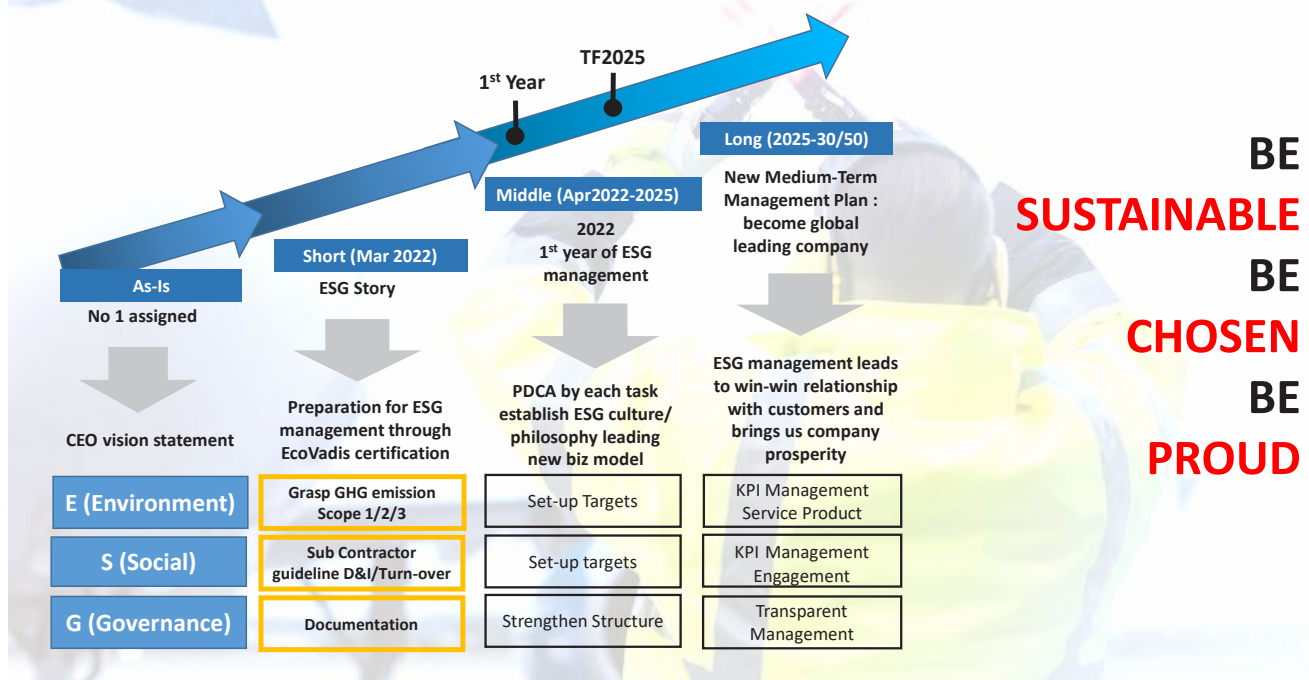 1st Year
TF2025
As-Is
No 1 assigned
CEO vision statement
Short (Mar 2022)
ESG Story
Preparation for ESG
management through
EcoVadis certification
Middle (Apr2022-2025)
2022
1st year of ESG
management
PDCA by each task
establish ESG culture/
philosophy leading
new biz model
Long (2025-30/50)
New Medium-Term
Management Plan :
become global
leading company
ESG management leads
to win-win relationship
with customers and
brings us company
prosperity
E (Environment)
Grasp GHG emission
Scope 1/2/3
Set-up Targets
KPI Management
Service Product
S (Social)
Sub Contractor
guideline D&I/Turn-over
Set-up targets
KPI Management
Engagement
G (Governance)
Documentation
Strengthen Structure
Transparent
Management
BE
SUSTAINABLE
BE
CHOSEN
BE
PROUD